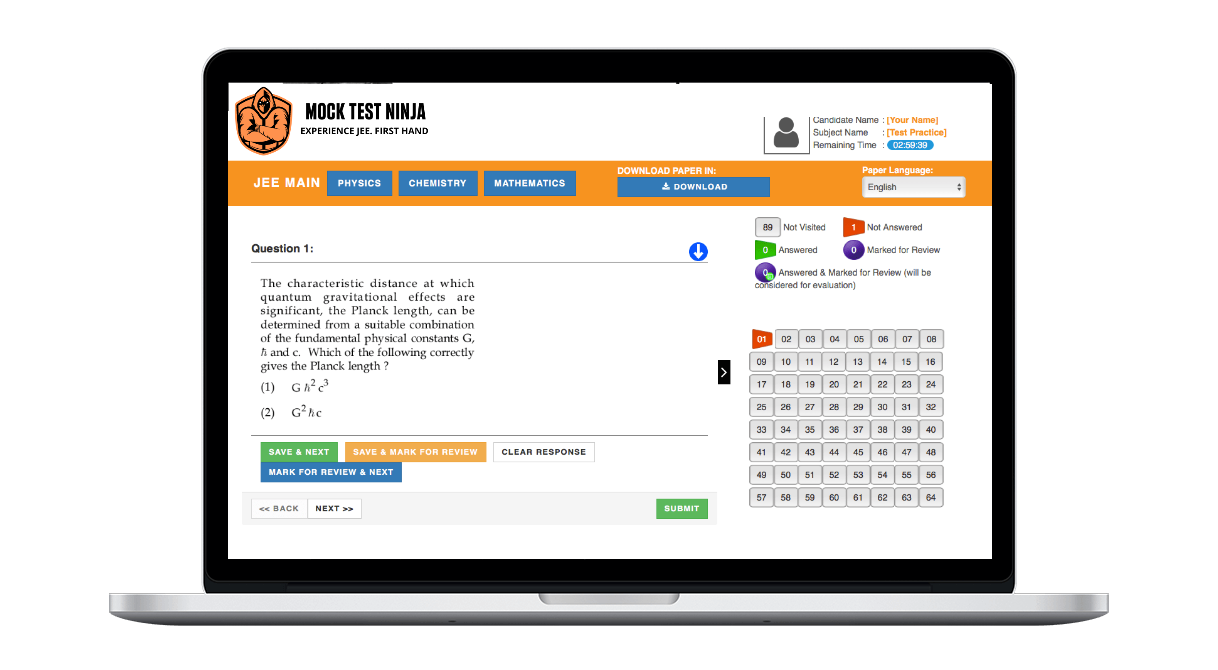 MOCK TEST NINJA
EXPERIENCE JEE. FIRST HAND
Candidate Name : [Your Name]
Subject Name : [Test Practice]
Remaining Time : 02:59:39
JEE MAIN PHYSICS CHEMISTRY MATHEMATICS
DOWNLOAD PAPER IN:
DOWNLOAD
Paper Language:
English
Question 1:
The characteristic distance at which
quantum gravitational effects are
significant, the Planck length, can be
determined from a suitable combination
of the fundamental physical constants G,
ℏ and c. Which of the following correctly
gives the Planck length ?
(1) G ℏ² c³
(2) G² ℏ c
SAVE & NEXT SAVE & MARK FOR REVIEW CLEAR RESPONSE
MARK FOR REVIEW & NEXT
<< BACK NEXT >>
SUBMIT
89 Not Visited 1 Not Answered
0 Answered 0 Marked for Review
0 Answered & Marked for Review (will be
considered for evaluation)
01 02 03 04 05 06 07 08
09 10 11 12 13 14 15 16
17 18 19 20 21 22 23 24
25 26 27 28 29 30 31 32
33 34 35 36 37 38 39 40
41 42 43 44 45 46 47 48
49 50 51 52 53 54 55 56
57 58 59 60 61 62 63 64